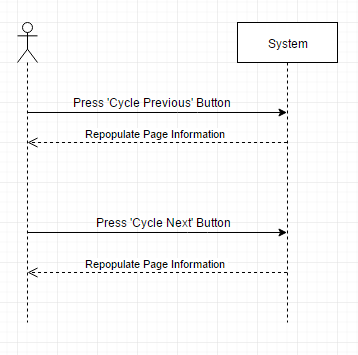 System
Press 'Cycle Previous' Button
Repopulate Page Information
Press 'Cycle Next' Button
Repopulate Page Information